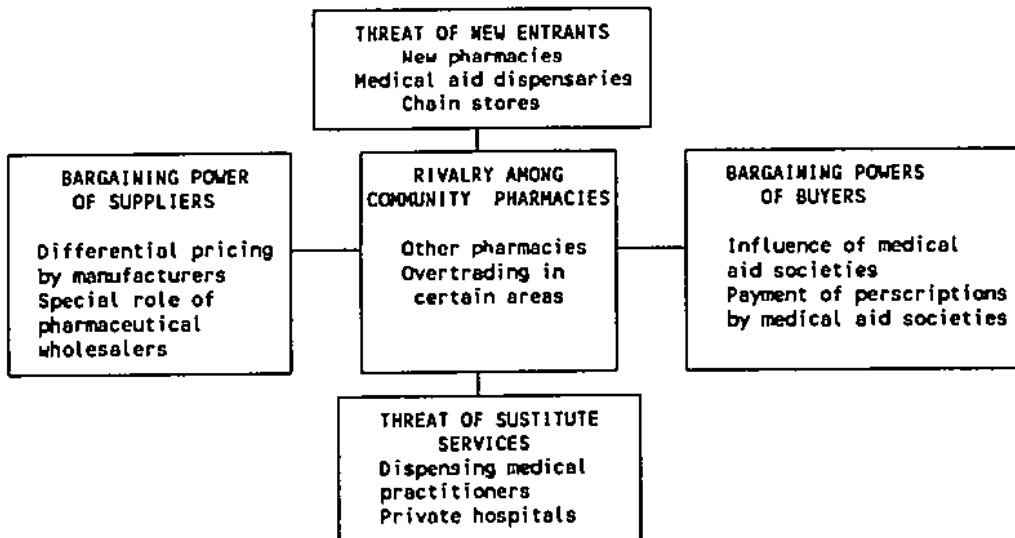 THREAT OF NEW ENTRANTS
New pharmacies
Medical aid dispensaries
Chain stores
BARGAINING POWER
OF SUPPLIERS
Differential pricing
by manufacturers
Special role of
pharmaceutical
wholesalers
RIVALRY AMONG
COMMUNITY PHARMACIES
Other pharmacies
Overtrading in
certain areas
BARGAINING POWERS
OF BUYERS
Influence of medical
aid societies
Payment of perscriptions
by medical aid societies
THREAT OF SUSTITUTE
SERVICES
Dispensing medical
practitioners
Private hospitals